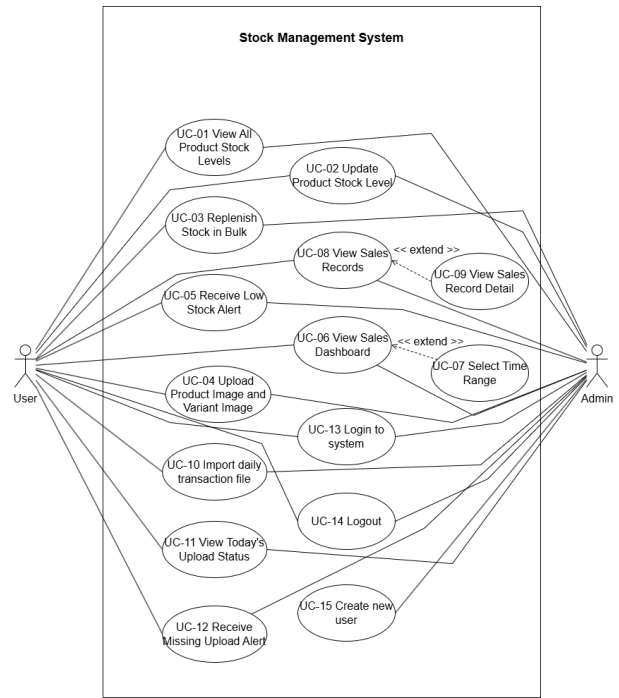 Stock Management System
UC-01 View All
Product Stock
Levels
UC-02 Update
Product Stock Level
UC-03 Replenish
Stock in Bulk
UC-08 View Sales
Records
<< extend >>
UC-09 View Sales
Record Detail
UC-05 Receive Low
Stock Alert
UC-06 View Sales
Dashboard
<< extend >>
UC-07 Select Time
Range
User
Admin
UC-04 Upload
Product Image and
Variant Image
UC-13 Login to
system
UC-10 Import daily
transaction file
UC-14 Logout
UC-11 View Today's
Upload Status
UC-15 Create new
user
UC-12 Receive
Missing Upload Alert